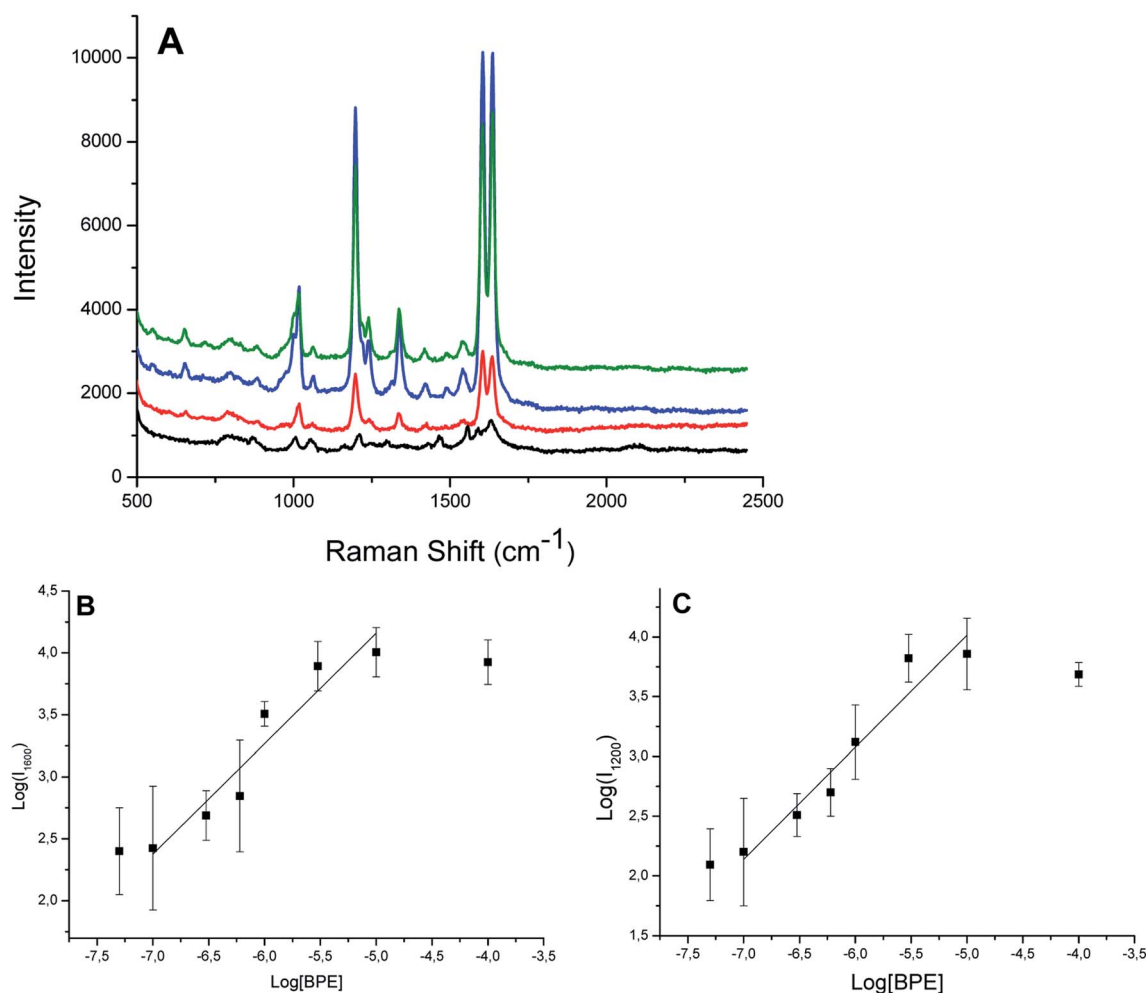 A
10000
8000
6000
4000
2000
0
Intensity
500 1000 1500 2000 2500
Raman Shift (cm⁻¹)
B
4,5
4,0
3,5
3,0
2,5
2,0
Log(I₁₆₀₀)
-7,5 -7,0 -6,5 -6,0 -5,5 -5,0 -4,5 -4,0 -3,5
Log[BPE]
C
4,0
3,5
3,0
2,5
2,0
1,5
Log(I₁₂₀₀)
-7,5 -7,0 -6,5 -6,0 -5,5 -5,0 -4,5 -4,0 -3,5
Log[BPE]